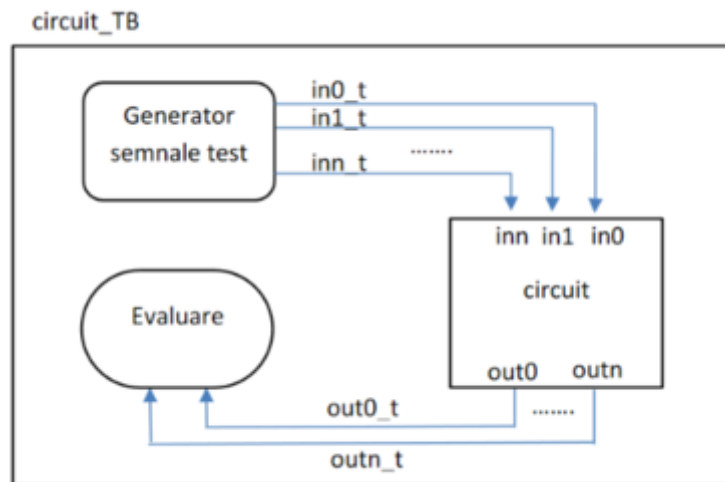 circuit_TB
Generator
semnale test
in0_t
in1_t
.......
inn_t
inn in1 in0
circuit
out0 outn
Evaluare
out0_t
.......
outn_t